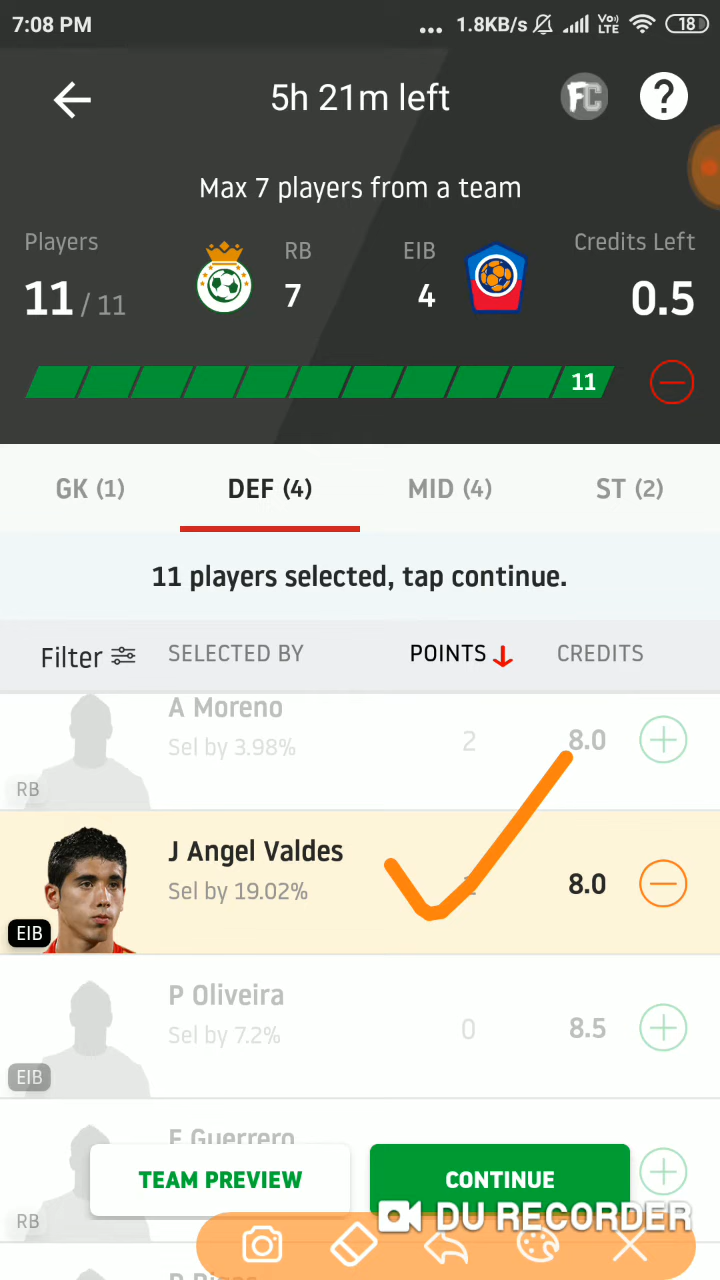 7:08 PM
... 1.8KB/s Vo) LTE 18
5h 21m left
FC ?
Max 7 players from a team
Players RB EIB Credits Left
11 / 11 7 4 0.5
11
GK (1) DEF (4) MID (4) ST (2)
11 players selected, tap continue.
Filter SELECTED BY POINTS CREDITS
A Moreno
Sel by 3.98% 2 8.0
RB
J Angel Valdes
Sel by 19.02% 8.0
EIB
P Oliveira
Sel by 7.2% 0 8.5
EIB
E Guerrero
TEAM PREVIEW CONTINUE
RB
DU RECORDER